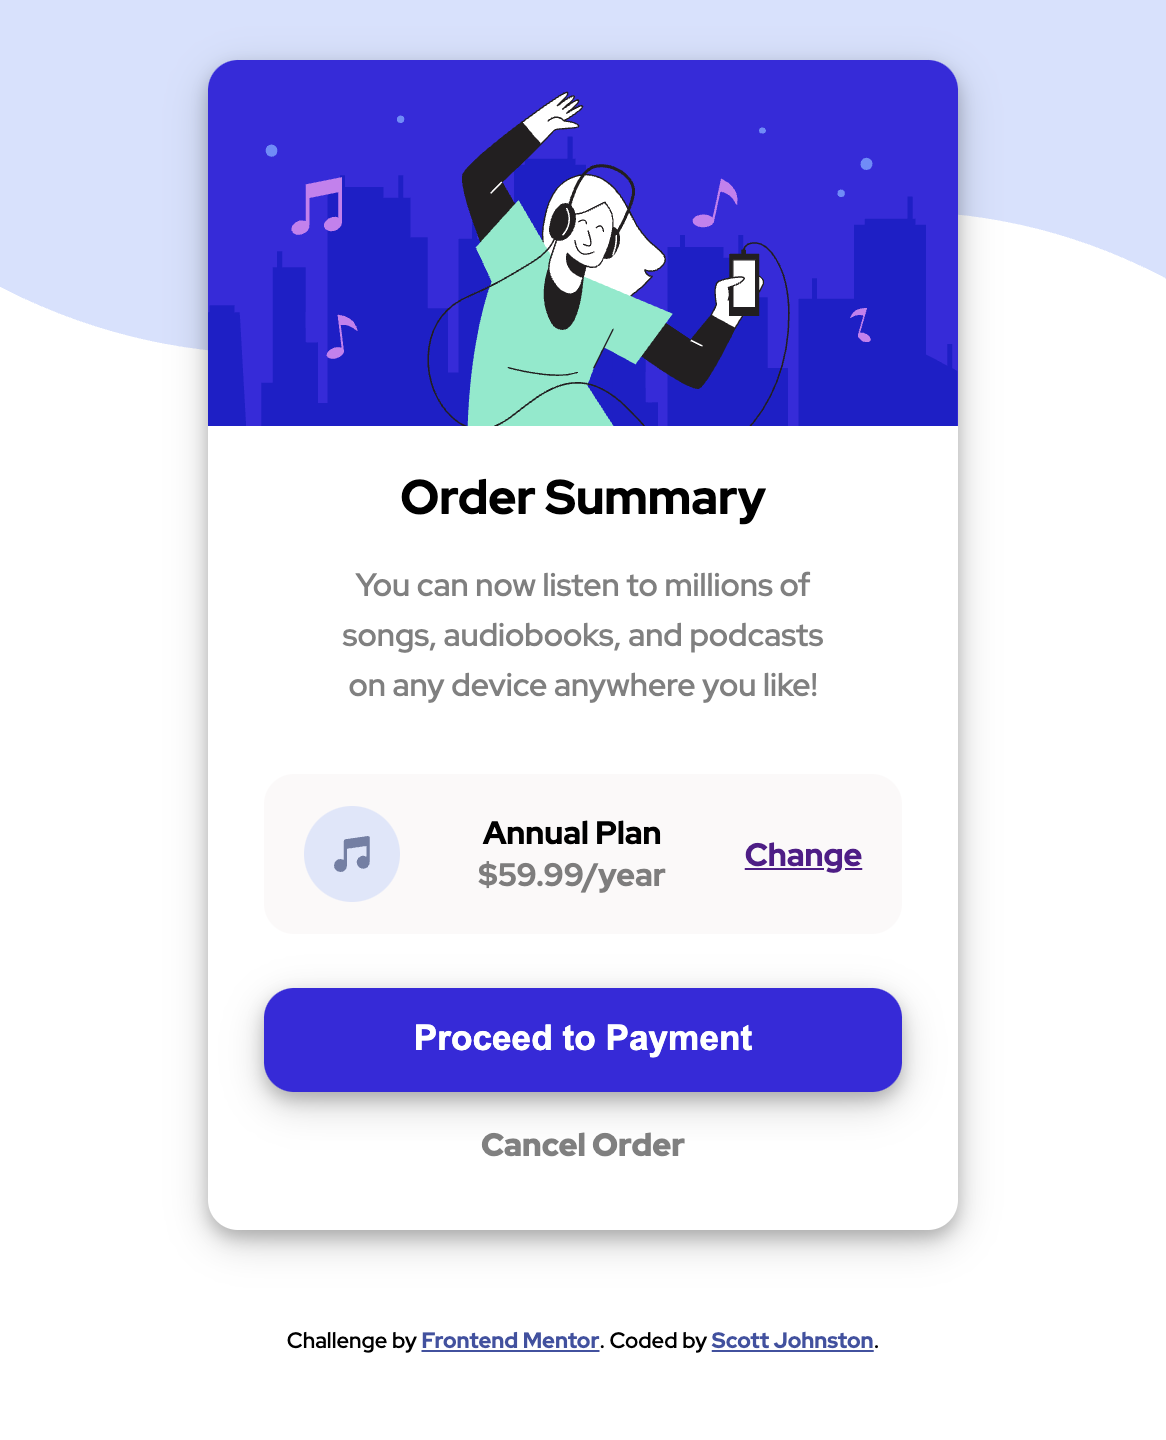 Order Summary
You can now listen to millions of
songs, audiobooks, and podcasts
on any device anywhere you like!
Annual Plan
$59.99/year
Change
Proceed to Payment
Cancel Order
Challenge by Frontend Mentor. Coded by Scott Johnston.